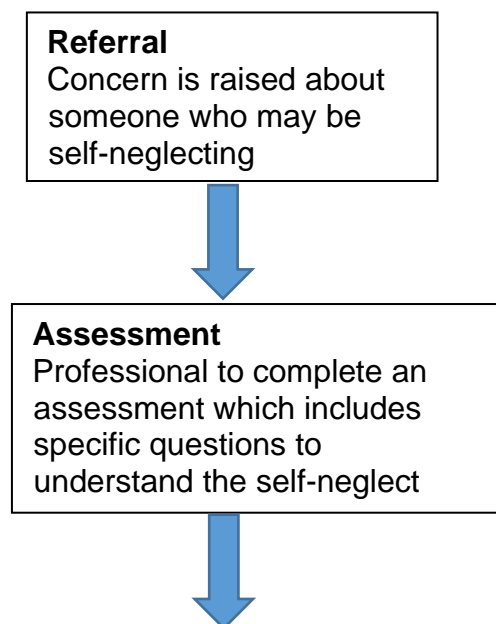 Referral
Concern is raised about
someone who may be
self-neglecting
Assessment
Professional to complete an
assessment which includes
specific questions to
understand the self-neglect